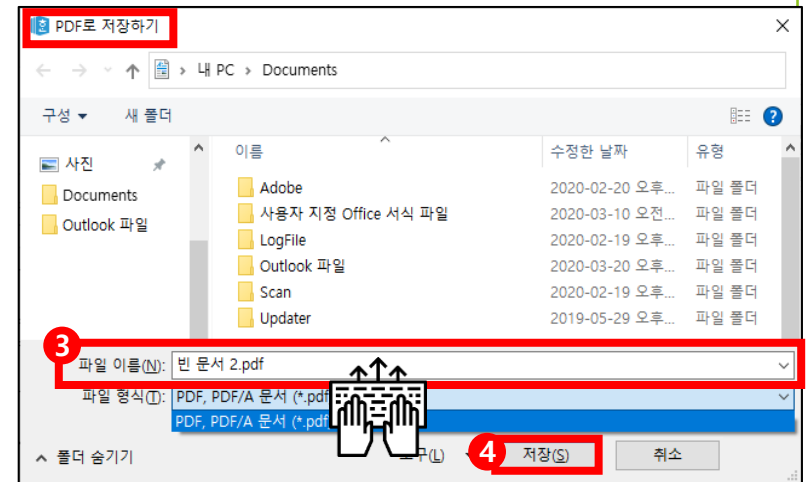 PDF로 저장하기
내 PC > Documents
구성 새 폴더
이름 수정한 날짜 유형
사진
Documents
Outlook 파일
Adobe 2020-02-20 오후... 파일 폴더
사용자 지정 Office 서식 파일 2020-03-10 오전... 파일 폴더
LogFile 2020-02-19 오후... 파일 폴더
Outlook 파일 2020-03-20 오후... 파일 폴더
Scan 2020-02-19 오후... 파일 폴더
Updater 2019-05-29 오후... 파일 폴더
3
파일 이름(N): 빈 문서 2.pdf
파일 형식(T): PDF, PDF/A 문서 (*.pdf
PDF, PDF/A 문서 (*.pdf
폴더 숨기기 (L) 4 저장(S) 취소